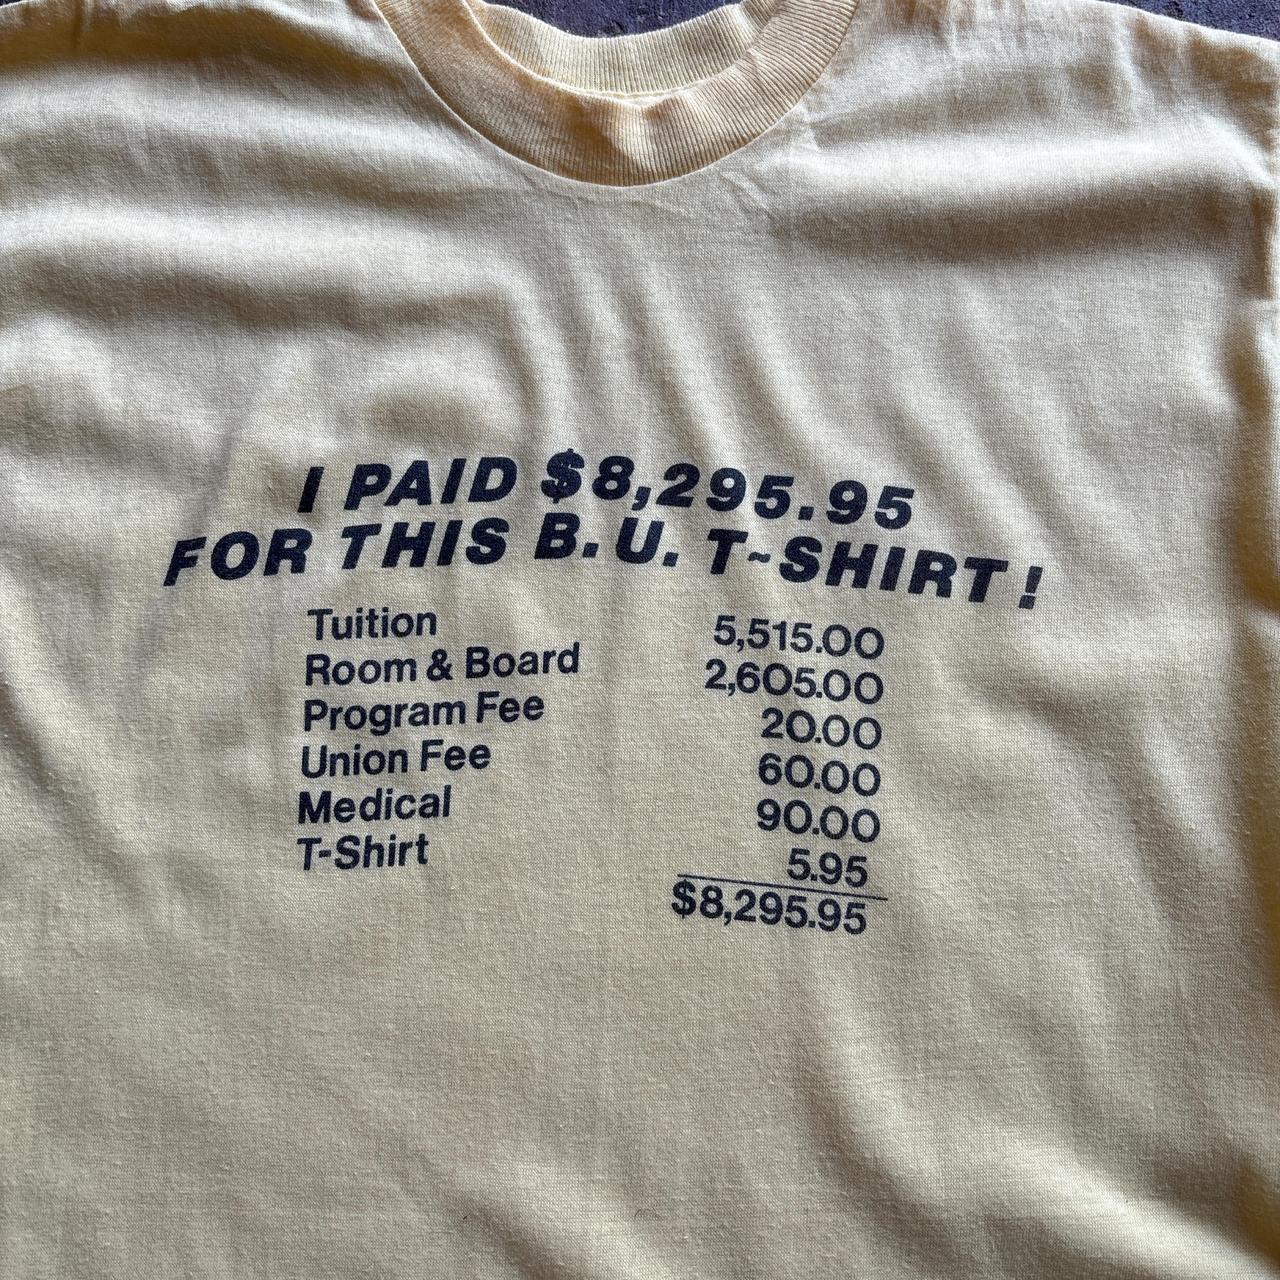 I PAID $8,295.95
FOR THIS B.U. T~SHIRT!
Tuition 5,515.00
Room & Board 2,605.00
Program Fee 20.00
Union Fee 60.00
Medical 90.00
T-Shirt 5.95
$8,295.95